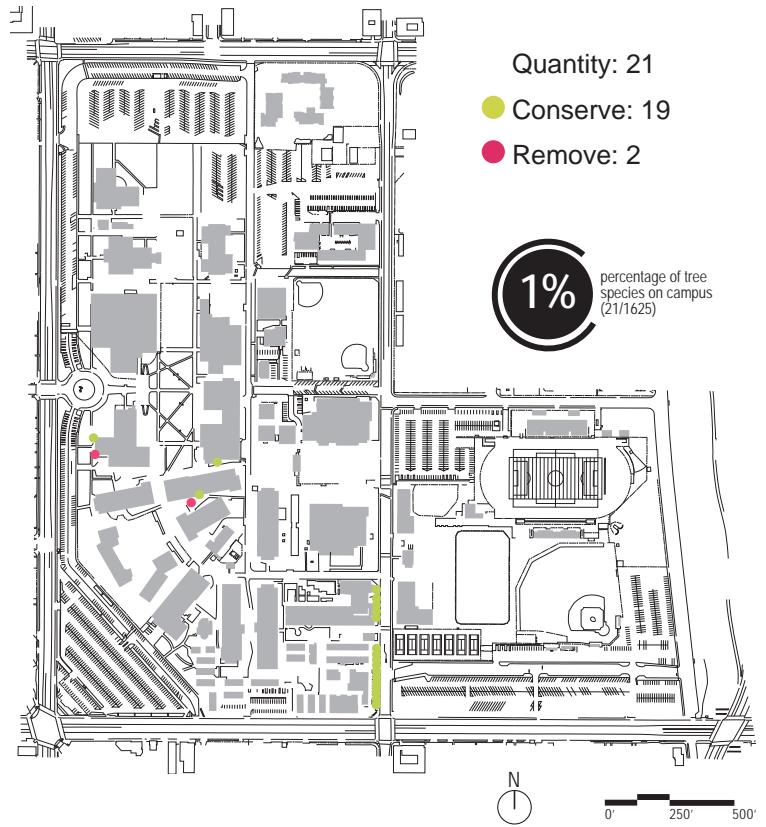 Quantity: 21
Conserve: 19
Remove: 2
1%
percentage of tree
species on campus
(21/1625)
N
0' 250' 500'